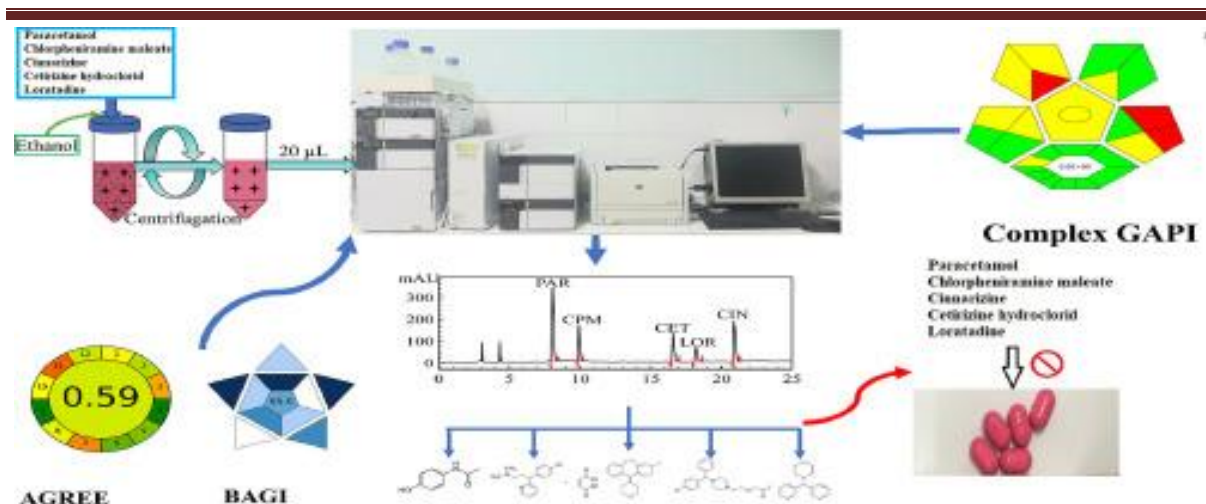 Paracetamol
Chlorpheniramine maleate
Cinnarizine
Cetirizine hydroclorid
Loratadine
Ethanol
20 µL
Centriflagation
Complex GAPI
Paracetamol
Chlorpheniramine maleate
Cinnarizine
Cetirizine hydroclorid
Loratadine
mAU
300
200
100
0
PAR
CPM
CET
LOR
CIN
0
5
10
15
20
25
0.59
AGREE
BAGI